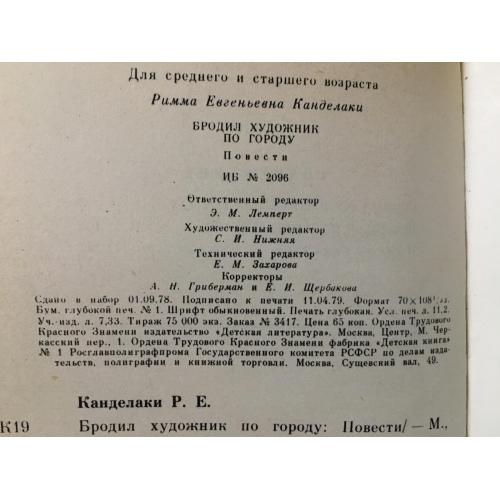 Для среднего и старшего возраста
Римма Евгеньевна Канделаки
БРОДИЛ ХУДОЖНИК
ПО ГОРОДУ
Повести
ИБ № 2096
Ответственный редактор
Э. М. Лемперт
Художественный редактор
С. И. Нижняя
Технический редактор
Е. М. Захарова
Корректоры
А. Н. Гриберман и Е. И. Щербакова
Сдано в набор 01.09.78. Подписано к печати 11.04.79. Формат 70×108¹/₃₂.
Бум. глубокой печ. № 1. Шрифт обыкновенный. Печать глубокая. Усл. печ. л. 11,2.
Уч.-изд. л. 7,33. Тираж 75 000 экз. Заказ № 3417. Цена 65 коп. Ордена Трудового
Красного Знамени издательство «Детская литература». Москва, Центр, М. Чер-
касский пер., 1. Ордена Трудового Красного Знамени фабрика «Детская книга»
№ 1 Росглавполиграфпрома Государственного комитета РСФСР по делам изда-
тельств, полиграфии и книжной торговли. Москва, Сущевский вал, 49.
Канделаки Р. Е.
К19 Бродил художник по городу: Повести/ — М.,